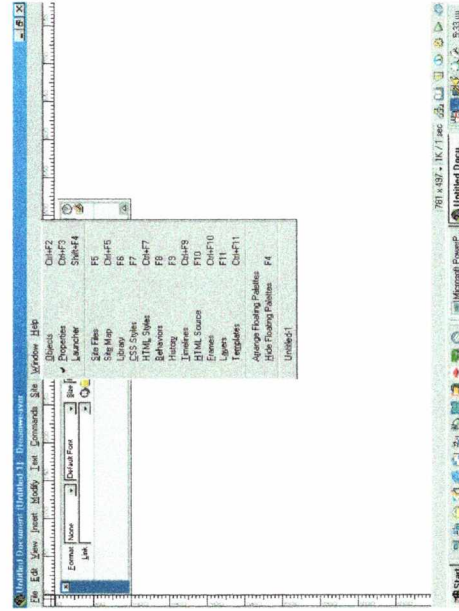 Untitled Document (Untitled-1) - Dreamweaver
File Edit View Insert Modify Text Commands Site Window Help
Format None Default Font Size
Link
Objects Ctrl+F2
Properties Ctrl+F3
Launcher Shift+F4
Site Files F5
Site Map Ctrl+F5
Library F6
CSS Styles F7
HTML Styles Ctrl+F7
Behaviors F8
History F9
Timelines Ctrl+F9
HTML Source F10
Frames Ctrl+F10
Layers F11
Templates Ctrl+F11
Arrange Floating Palettes
Hide Floating Palettes F4
Untitled-1
781 x 497 - 1K / 1 sec
Start
Microsoft PowerP
Untitled Docu
5:33